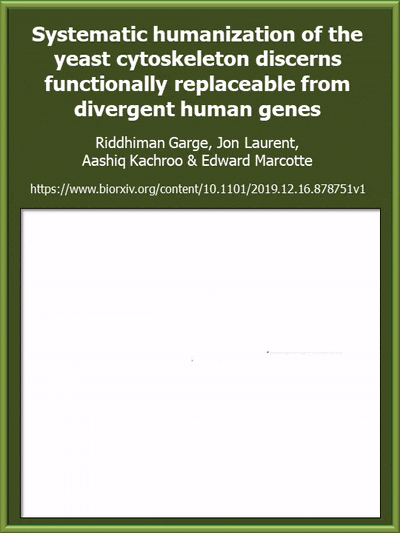 Systematic humanization of the
yeast cytoskeleton discerns
functionally replaceable from
divergent human genes
Riddhiman Garge, Jon Laurent,
Aashiq Kachroo & Edward Marcotte
https://www.biorxiv.org/content/10.1101/2019.12.16.878751v1